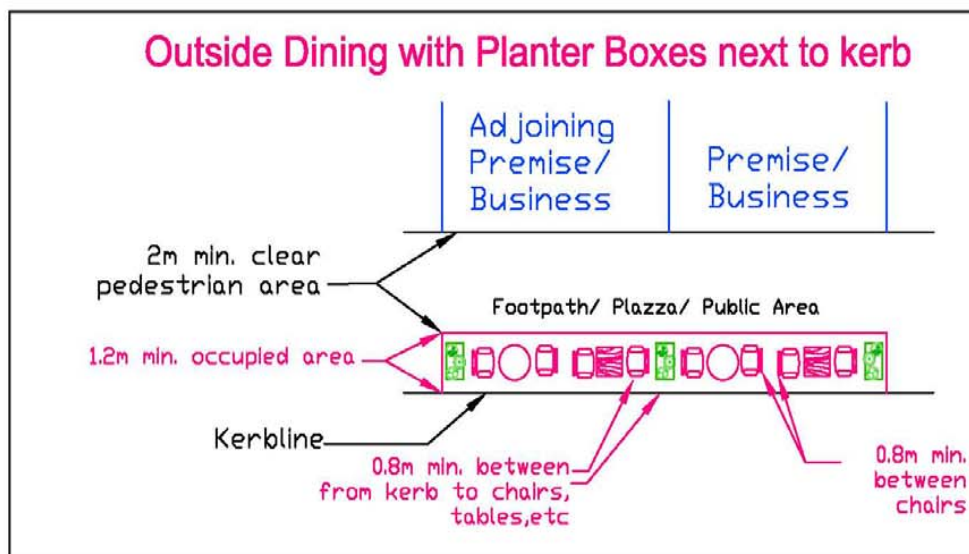 Outside Dining with Planter Boxes next to kerb
Adjoining
Premise/
Business
Premise/
Business
2m min. clear
pedestrian area
Footpath/ Plazza/ Public Area
1.2m min. occupied area
Kerbline
0.8m min. between
from kerb to chairs,
tables,etc
0.8m min.
between
chairs